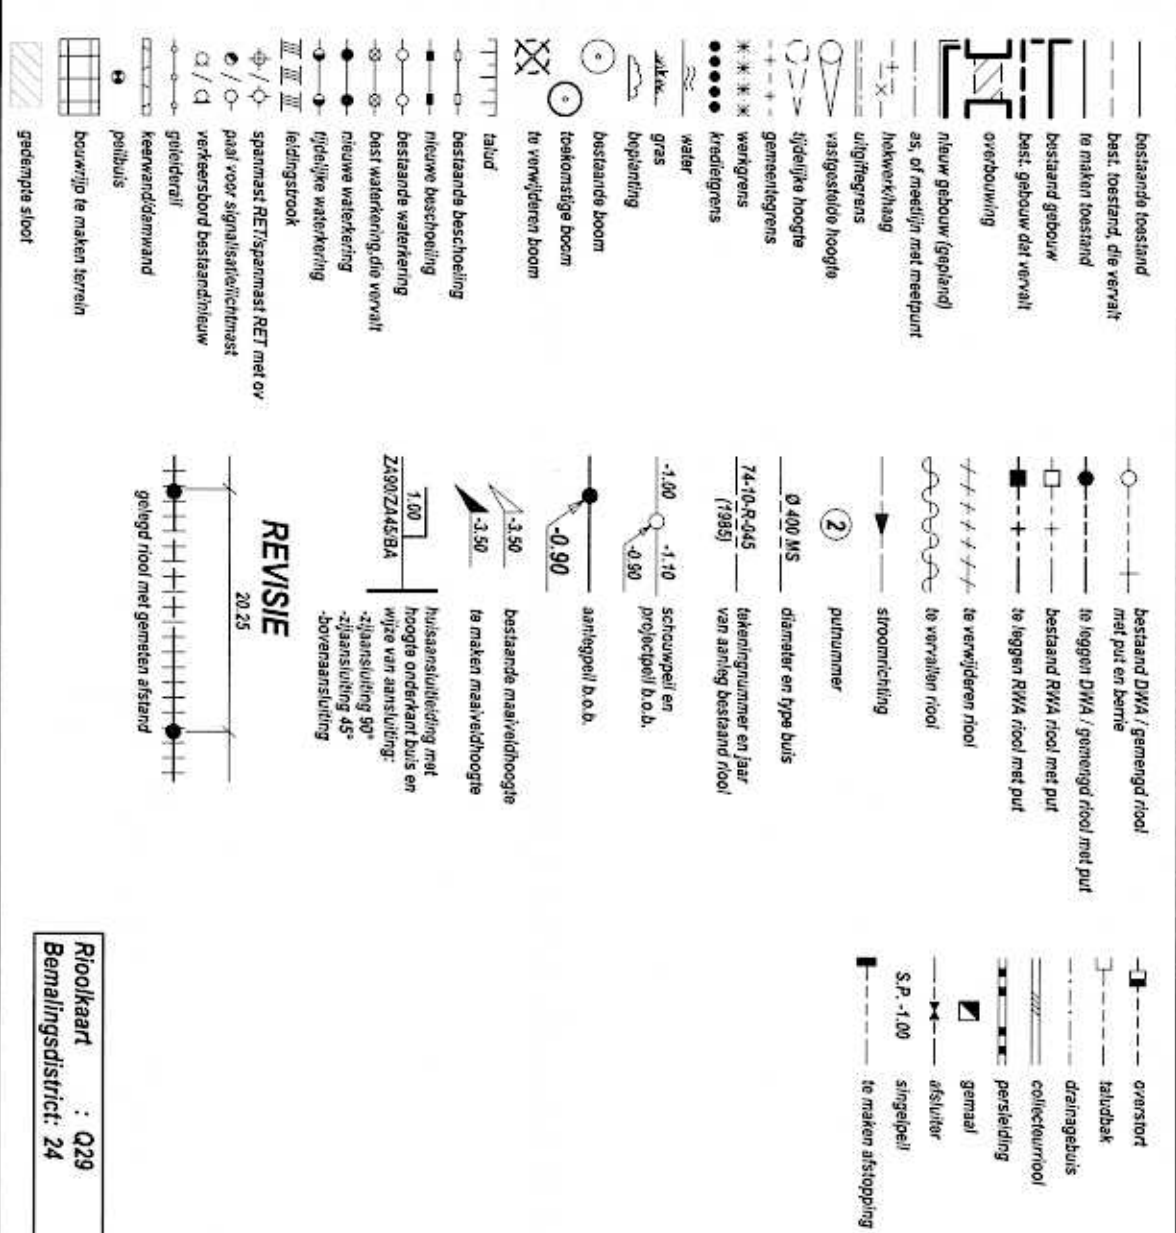 bestaande toestand
best. toestand, die vervalt
te maken toestand
bestaand gebouw
best. gebouw dat vervalt
overbouwing
nieuw gebouw (gepland)
as, of meetlijn met meetpunt
hekwerk/haag
uitgiftegrens
vastgestelde hoogte
tijdelijke hoogte
gemeentegrens
werkgrens
kredietgrens
water
gras
beplanting
bestaande boom
toekomstige boom
te verwijderen boom
talud
bestaande beschoeiing
nieuwe beschoeiing
bestaande waterkering
best waterkering,die vervalt
nieuwe waterkering
tijdelijke waterkering
leidingstrook
spanmast RET/spanmast RET met ov
paal voor signalisatie/lichtmast
verkeersbord bestaand/nieuw
geleiderail
keerwand/damwand
peilbuis
bouwrijp te maken terrein
gedempte sloot
bestaand DWA / gemengd riool
met put en berrie
te leggen DWA / gemengd riool met put
bestaand RWA riool met put
te leggen RWA riool met put
te verwijderen riool
te vervallen riool
stroomrichting
2
putnummer
Ø 400 MS
diameter en type buis
74-10-R-045
(1985)
tekeningnummer en jaar
van aanleg bestaand riool
-1.00 -1.10
-0.90
schouwpeil en
projectpeil b.o.b.
-0.90
aanlegpeil b.o.b.
-3.50
bestaande maaiveldhoogte
-3.50
te maken maaiveldhoogte
1.00
ZA90/ZA45/BA
huisaansluitleiding met
hoogte onderkant buis en
wijze van aansluiting:
-zijaansluiting 90°
-zijaansluiting 45°
-bovenaansluiting
REVISIE
20.25
gelegd riool met gemeten afstand
overstort
taludbak
drainagebuis
collecteurriool
persleiding
gemaal
afsluiter
S.P. -1.00
singelpeil
te maken afstopping
Rioolkaart : Q29
Bemalingsdistrict: 24